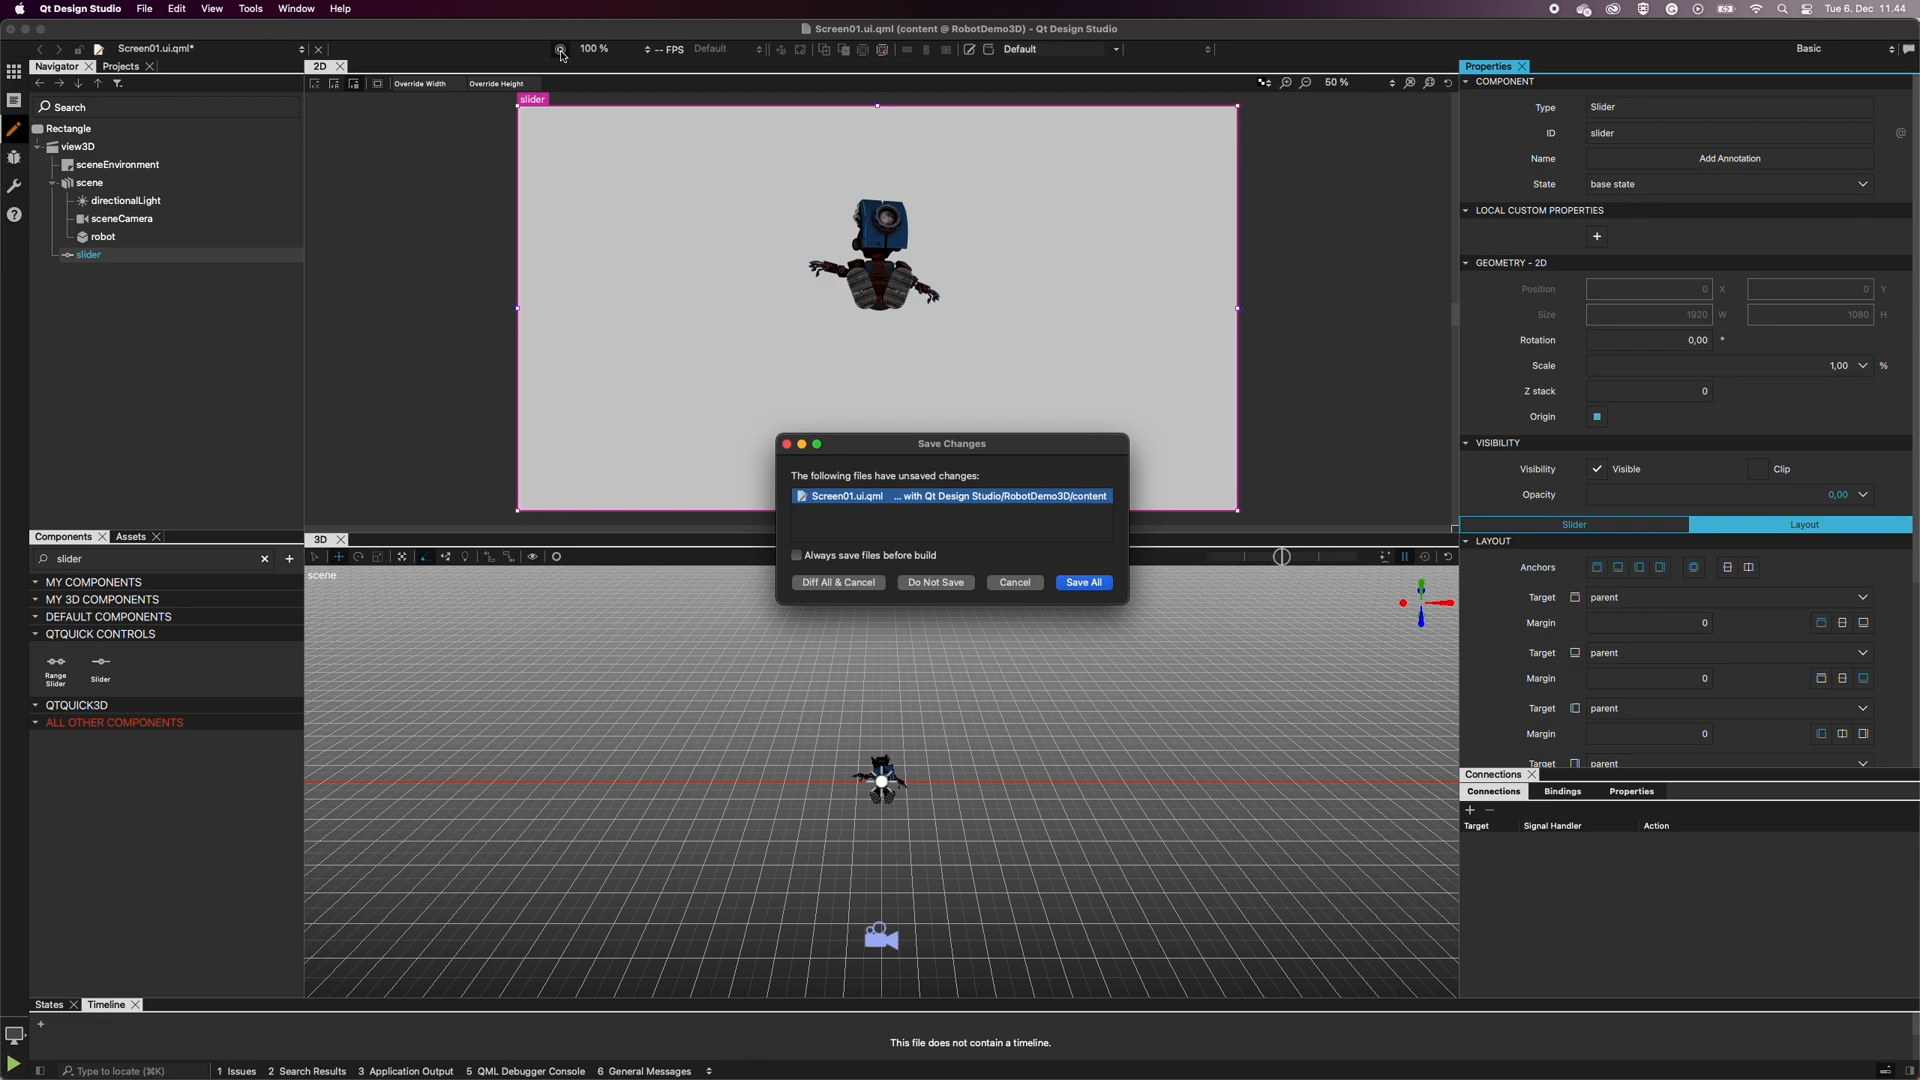 Qt Design Studio File Edit View Tools Window Help Tue 6. Dec 11.44
Screen01.ui.qml (content @ RobotDemo3D) - Qt Design Studio
Screen01.ui.qml* 100 % -- FPS Default Default Basic
Navigator Projects 2D Properties
Override Width Override Height 50 %
Search
Rectangle
view3D
sceneEnvironment
scene
directionalLight
sceneCamera
robot
slider
slider
COMPONENT
Type Slider
ID slider @
Name Add Annotation
State base state
LOCAL CUSTOM PROPERTIES
+
GEOMETRY - 2D
Position 0 X 0 Y
Size 1920 W 1080 H
Rotation 0,00 °
Scale 1,00 %
Z stack 0
Origin
VISIBILITY
Visibility Visible Clip
Opacity 0,00
Slider Layout
LAYOUT
Anchors
Target parent
Margin 0
Target parent
Margin 0
Target parent
Margin 0
Target parent
Save Changes
The following files have unsaved changes:
Screen01.ui.qml ... with Qt Design Studio/RobotDemo3D/content
Always save files before build
Diff All & Cancel Do Not Save Cancel Save All
Components Assets
slider
MY COMPONENTS
MY 3D COMPONENTS
DEFAULT COMPONENTS
QTQUICK CONTROLS
Range Slider
Slider
QTQUICK3D
ALL OTHER COMPONENTS
3D
scene
Connections
Connections Bindings Properties
+ −
Target Signal Handler Action
States Timeline
+
This file does not contain a timeline.
Type to locate (⌘K) 1 Issues 2 Search Results 3 Application Output 5 QML Debugger Console 6 General Messages